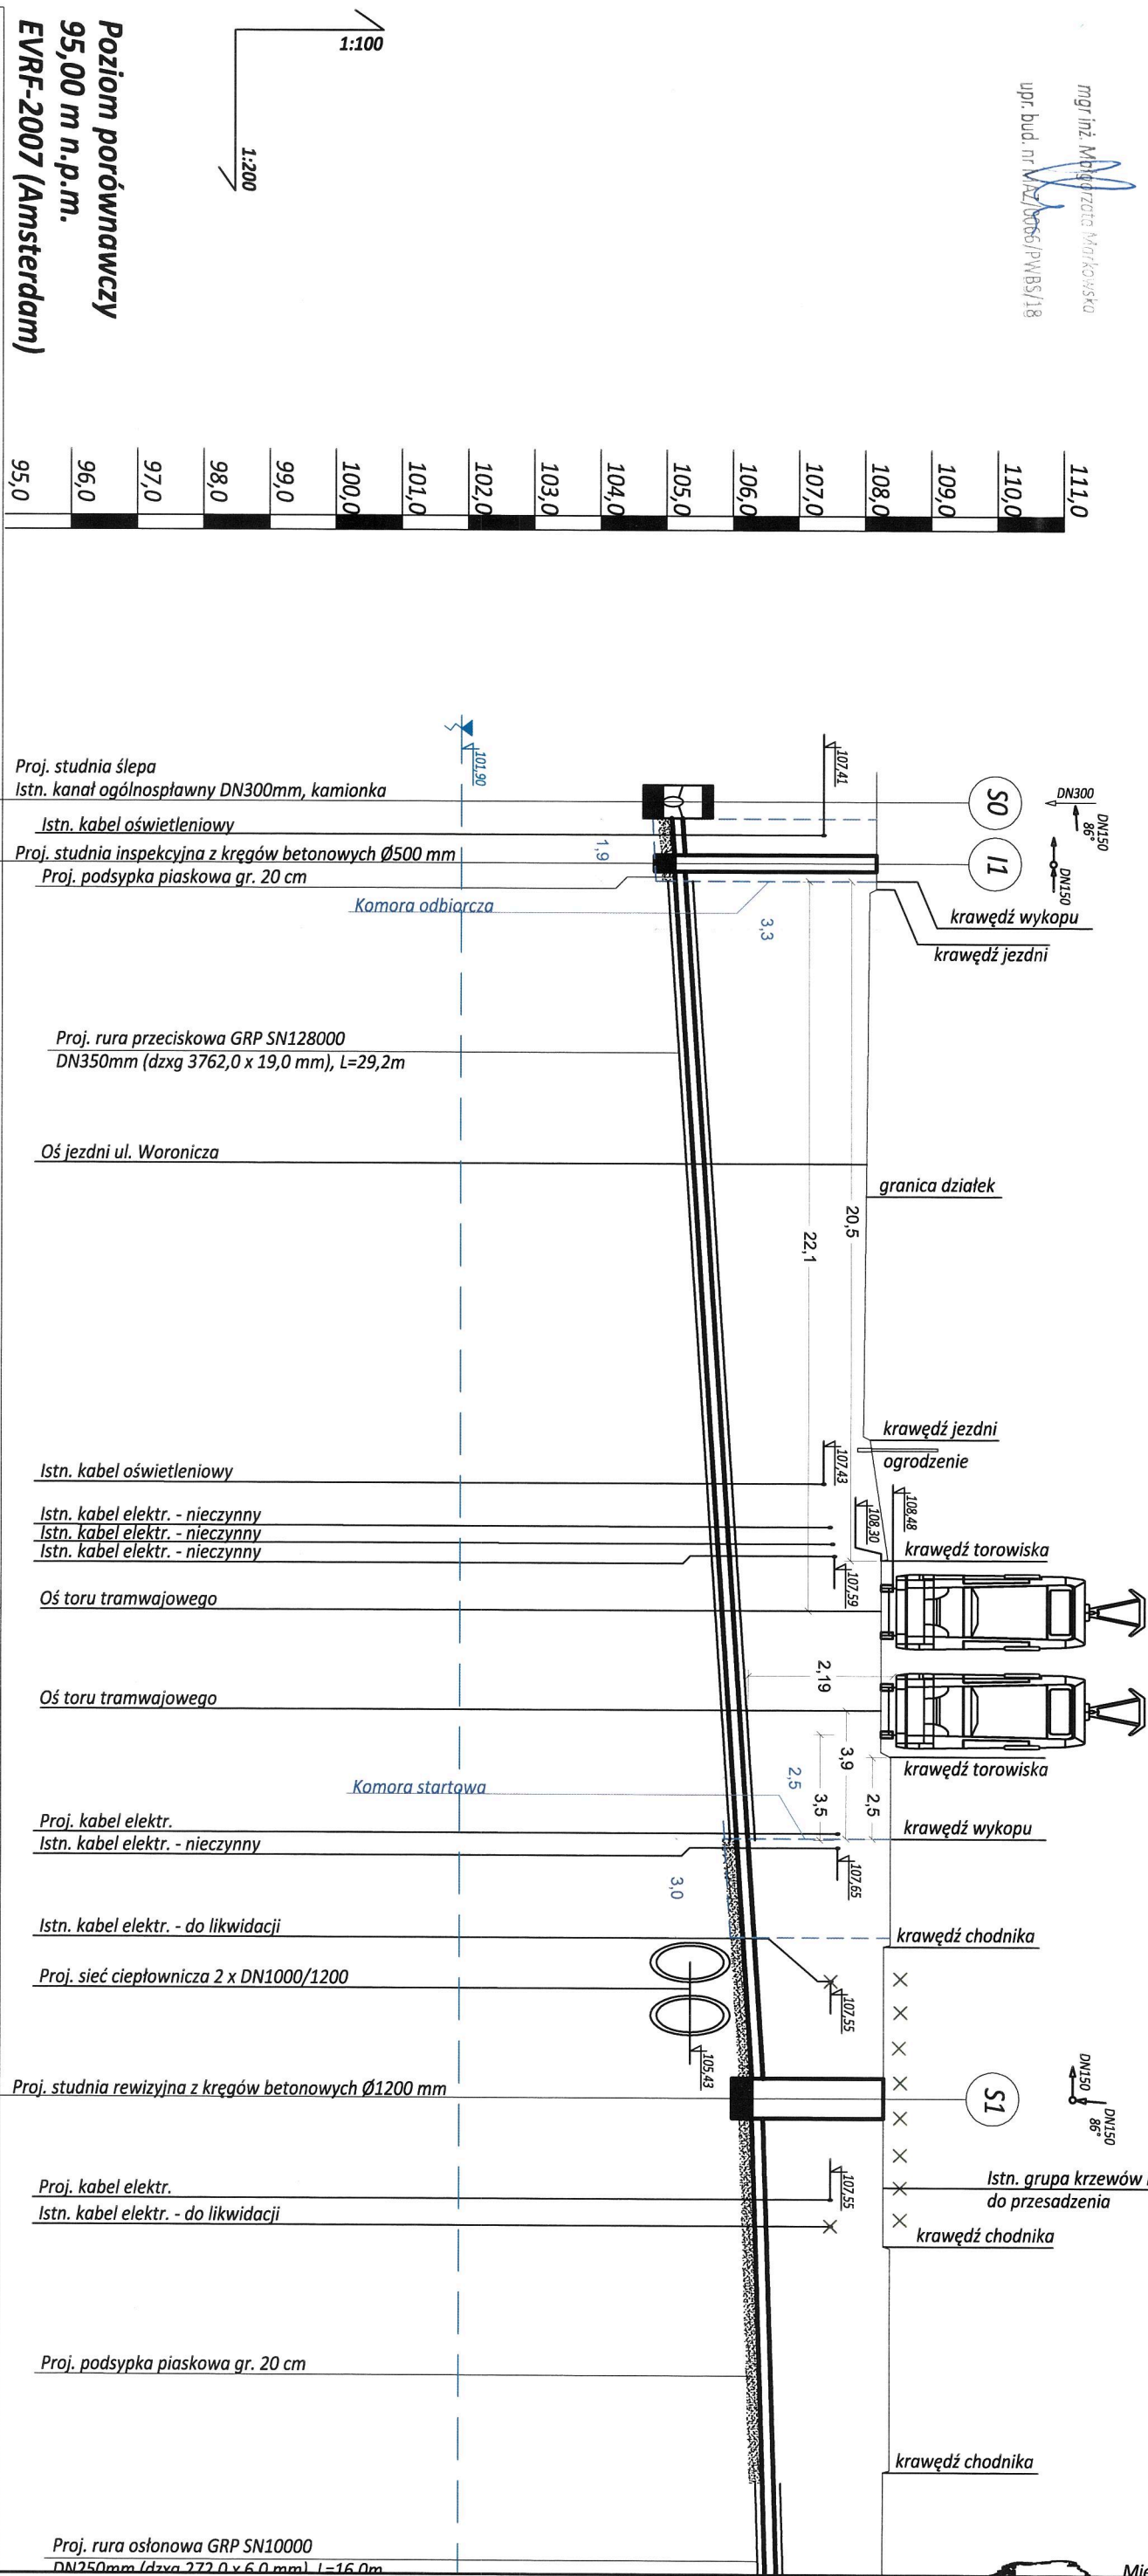 mgr inż. Małgorzata Markowska
upr. bud. nr MAZ/0066/PWBS/18
1:100
1:200
Poziom porównawczy
95,00 m n.p.m.
EVRF-2007 (Amsterdam)
111,0
110,0
109,0
108,0
107,0
106,0
105,0
104,0
103,0
102,0
101,0
100,0
99,0
98,0
97,0
96,0
95,0
DN300
DN150
86°
DN150
S0
I1
107,41
101,90
Proj. studnia ślepa
Istn. kanał ogólnospławny DN300mm, kamionka
Istn. kabel oświetleniowy
Proj. studnia inspekcyjna z kręgów betonowych Ø500 mm
Proj. podsypka piaskowa gr. 20 cm
1,9
Komora odbiorcza
3,3
krawędź wykopu
krawędź jezdni
Proj. rura przeciskowa GRP SN128000
DN350mm (dzxg 3762,0 x 19,0 mm), L=29,2m
Oś jezdni ul. Woronicza
granica działek
20,5
22,1
krawędź jezdni
ogrodzenie
107,43
Istn. kabel oświetleniowy
108,48
108,30
Istn. kabel elektr. - nieczynny
Istn. kabel elektr. - nieczynny
Istn. kabel elektr. - nieczynny
krawędź torowiska
107,59
Oś toru tramwajowego
2,19
Oś toru tramwajowego
krawędź torowiska
3,9
2,5
3,5
2,5
Komora startowa
Proj. kabel elektr.
Istn. kabel elektr. - nieczynny
krawędź wykopu
107,65
3,0
Istn. kabel elektr. - do likwidacji
krawędź chodnika
Proj. sieć ciepłownicza 2 x DN1000/1200
107,55
105,43
DN150
DN150
86°
S1
Proj. studnia rewizyjna z kręgów betonowych Ø1200 mm
107,55
Proj. kabel elektr.
Istn. kabel elektr. - do likwidacji
Istn. grupa krzewów
do przesadzenia
krawędź chodnika
Proj. podsypka piaskowa gr. 20 cm
krawędź chodnika
Proj. rura osłonowa GRP SN10000
DN250mm (dzxg 272,0 x 6,0 mm), L=16,0m